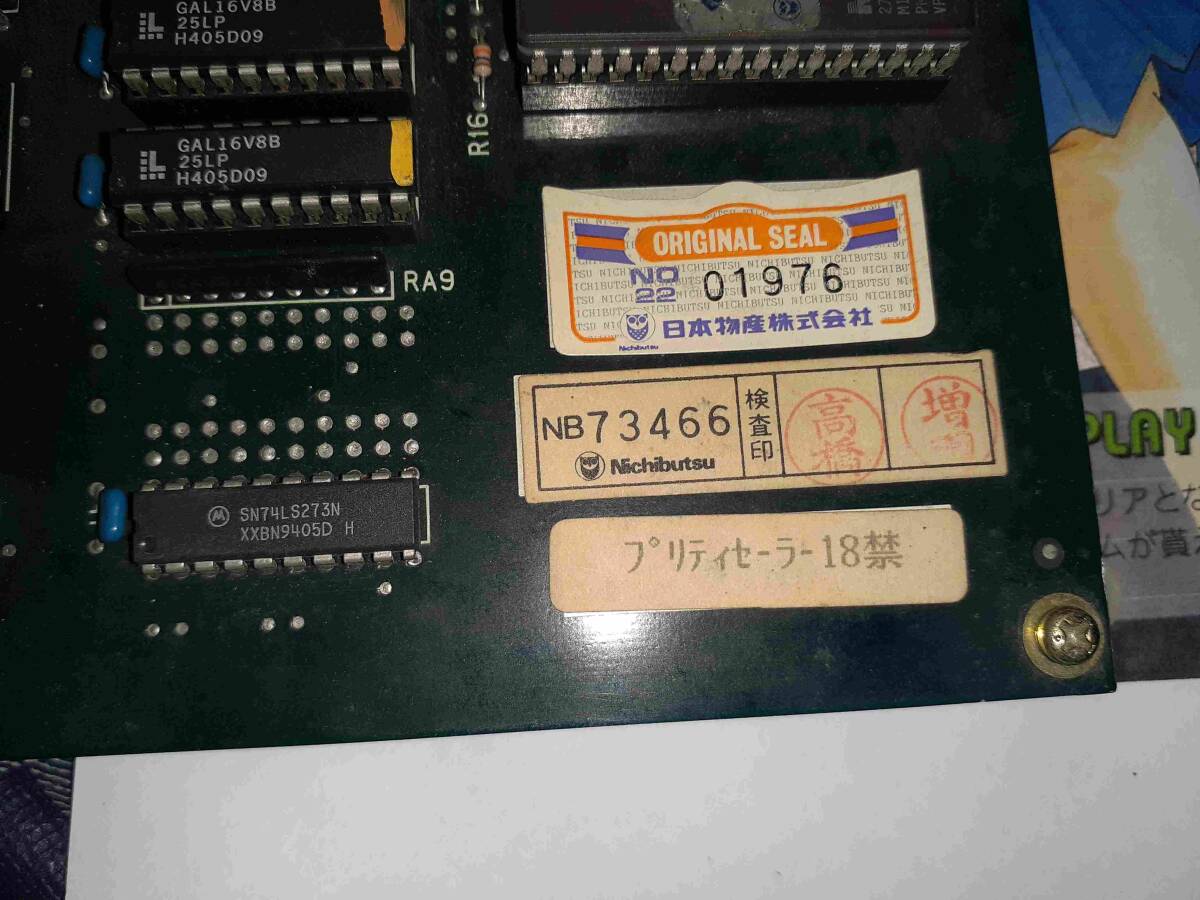 GAL16V8B
25LP
H405D09
GAL16V8B
25LP
H405D09
R16
RA9
ORIGINAL SEAL
NO
22
01976
日本物産株式会社
Nichibutsu
NB73466
Nichibutsu
検査印
高橋
増
SN74LS273N
XXBN9405D H
プリティセーラー18禁
PLAY
リアとな
ムが貰え